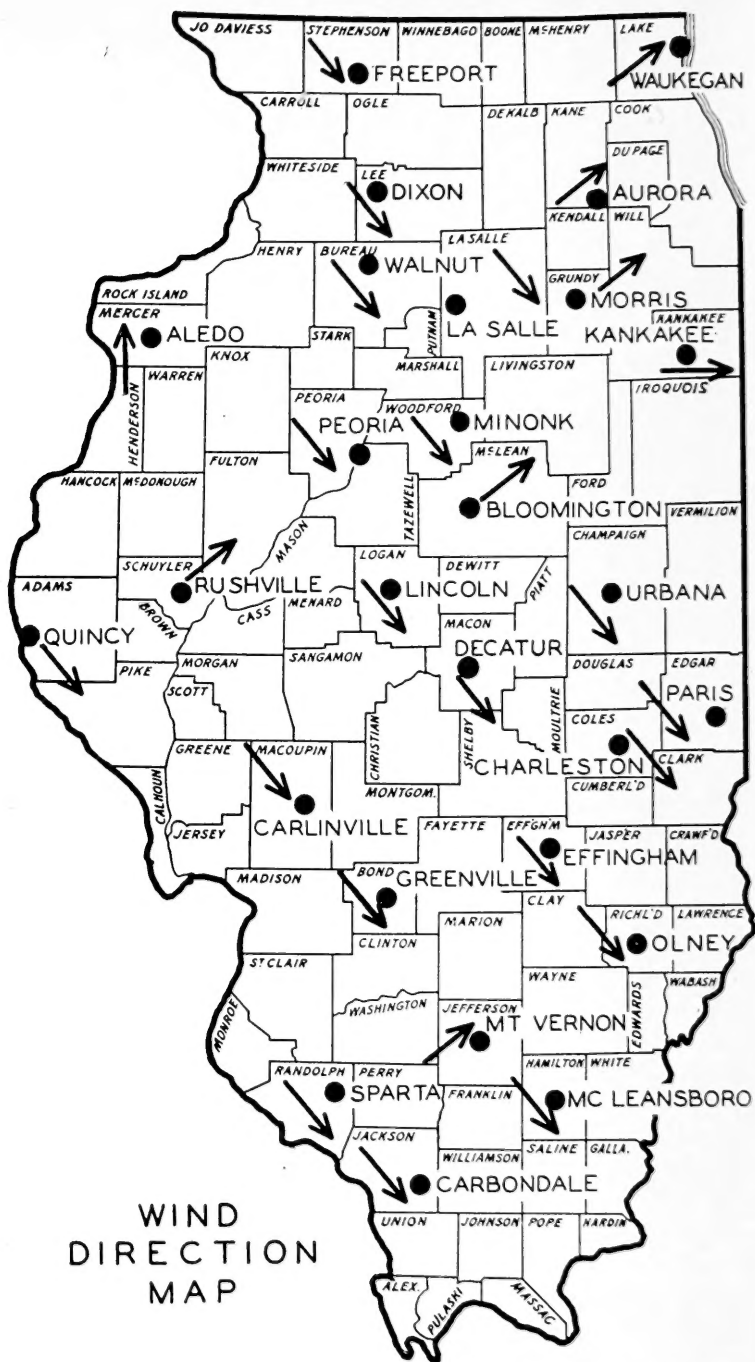 JO DAVIESS
STEPHENSON
WINNEBAGO
BOONE
McHENRY
LAKE
FREEPORT
WAUKEGAN
CARROLL
OGLE
DEKALB
KANE
COOK
DU PAGE
WHITESIDE
LEE
DIXON
AURORA
KENDALL
WILL
HENRY
BUREAU
LA SALLE
WALNUT
GRUNDY
MORRIS
ROCK ISLAND
MERCER
LA SALLE
KANKAKEE
KANKAKEE
ALEDO
STARK
PUTNAM
KNOX
WARREN
MARSHALL
LIVINGSTON
IROQUOIS
HENDERSON
PEORIA
WOODFORD
MINONK
PEORIA
McLEAN
FULTON
HANCOCK
McDONOUGH
TAZEWELL
FORD
BLOOMINGTON
VERMILION
MASON
CHAMPAIGN
SCHUYLER
LOGAN
DEWITT
ADAMS
RUSHVILLE
LINCOLN
PIATT
URBANA
BROWN
CASS
MENARD
MACON
QUINCY
DECATUR
PIKE
MORGAN
SANGAMON
DOUGLAS
EDGAR
SCOTT
CHRISTIAN
SHELBY
MOULTRIE
PARIS
COLES
GREENE
MACOUPIN
CHARLESTON
CLARK
CALHOUN
MONTGOM.
CUMBERL'D
JERSEY
CARLINVILLE
FAYETTE
EFF'GH'M
JASPER
CRAWF'D
EFFINGHAM
MADISON
BOND
GREENVILLE
CLAY
RICHL'D
LAWRENCE
MARION
OLNEY
CLINTON
ST. CLAIR
WAYNE
EDWARDS
WABASH
MONROE
WASHINGTON
JEFFERSON
MT VERNON
RANDOLPH
PERRY
HAMILTON
WHITE
SPARTA
FRANKLIN
MC LEANSBORO
JACKSON
WILLIAMSON
SALINE
GALLA.
CARBONDALE
UNION
JOHNSON
POPE
HARDIN
ALEX.
PULASKI
MASSAC
WIND
DIRECTION
MAP